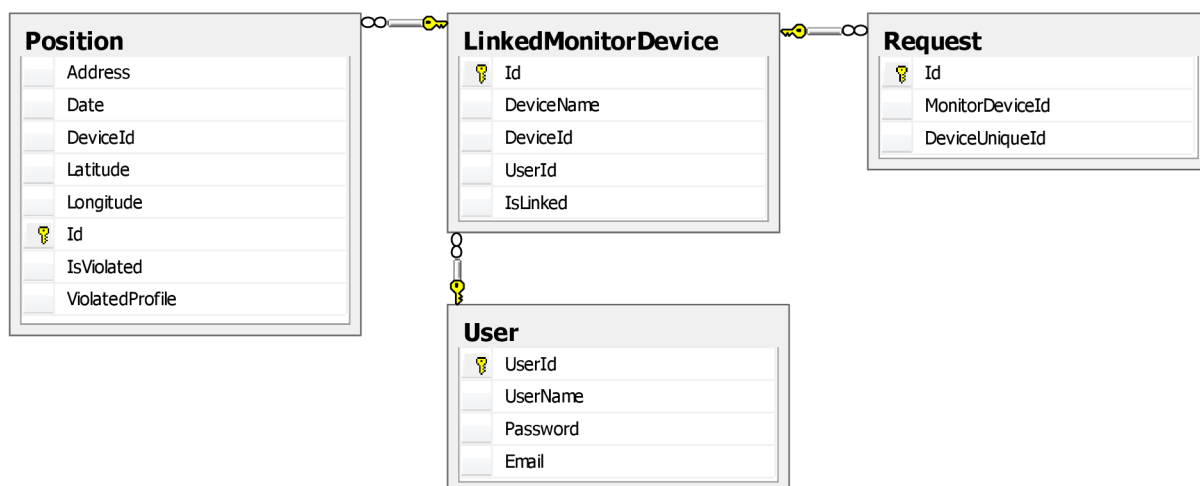 Position
Address
Date
DeviceId
Latitude
Longitude
Id
IsViolated
ViolatedProfile
LinkedMonitorDevice
Id
DeviceName
DeviceId
UserId
IsLinked
Request
Id
MonitorDeviceId
DeviceUniqueId
User
UserId
UserName
Password
Email